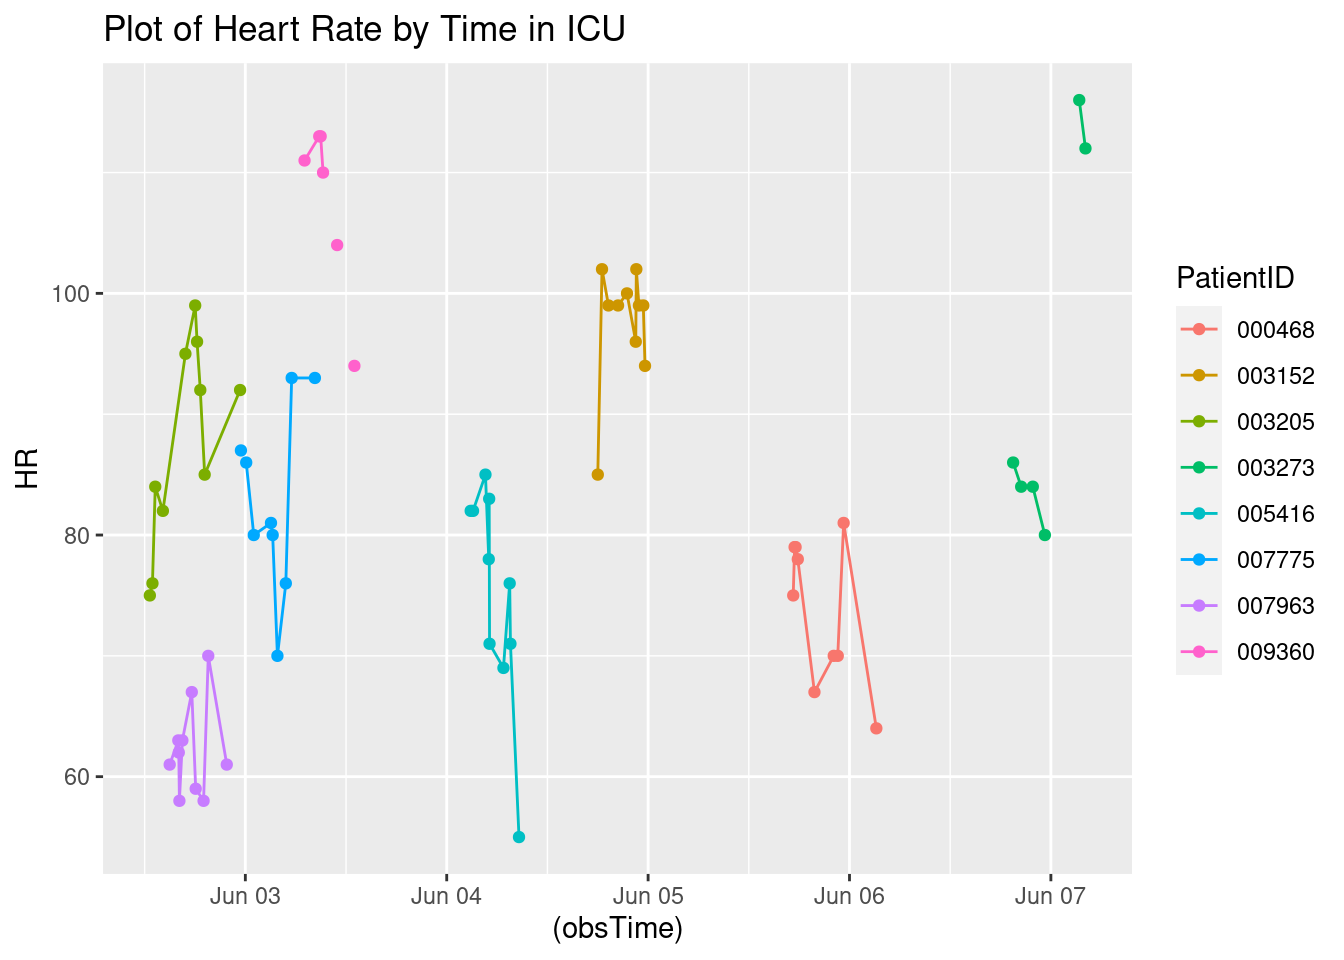 Plot of Heart Rate by Time in ICU
HR
100
80
60
Jun 03
Jun 04
Jun 05
Jun 06
Jun 07
(obsTime)
PatientID
000468
003152
003205
003273
005416
007775
007963
009360